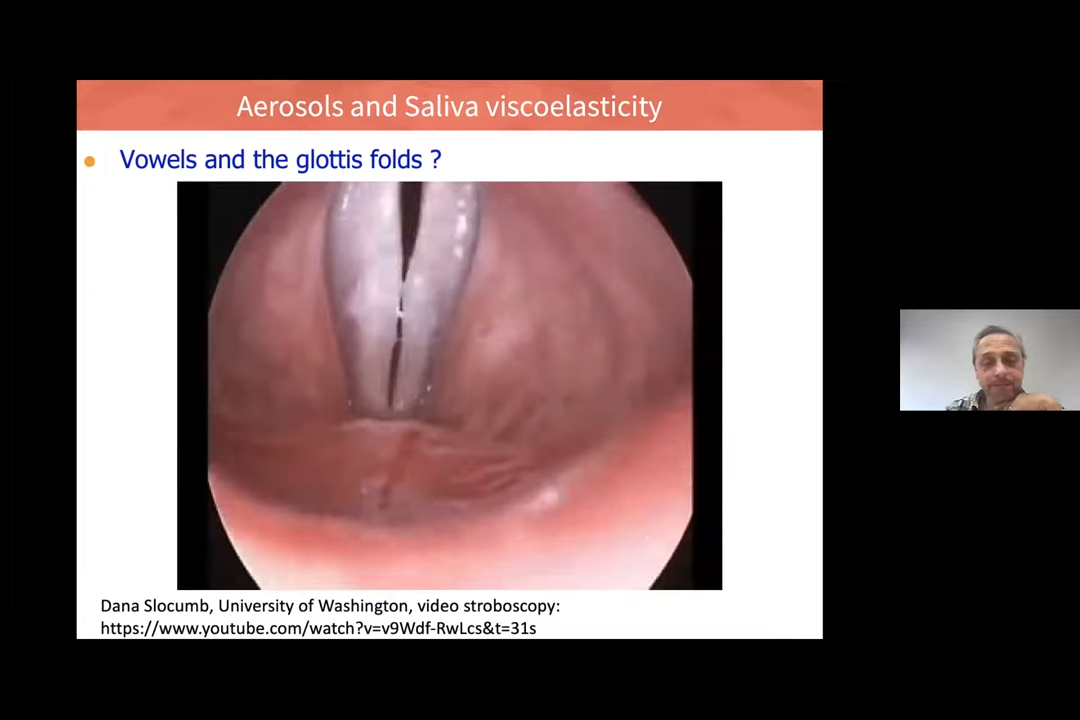 Aerosols and Saliva viscoelasticity
Vowels and the glottis folds ?
Dana Slocumb, University of Washington, video stroboscopy:
https://www.youtube.com/watch?v=v9Wdf-RwLcs&t=31s